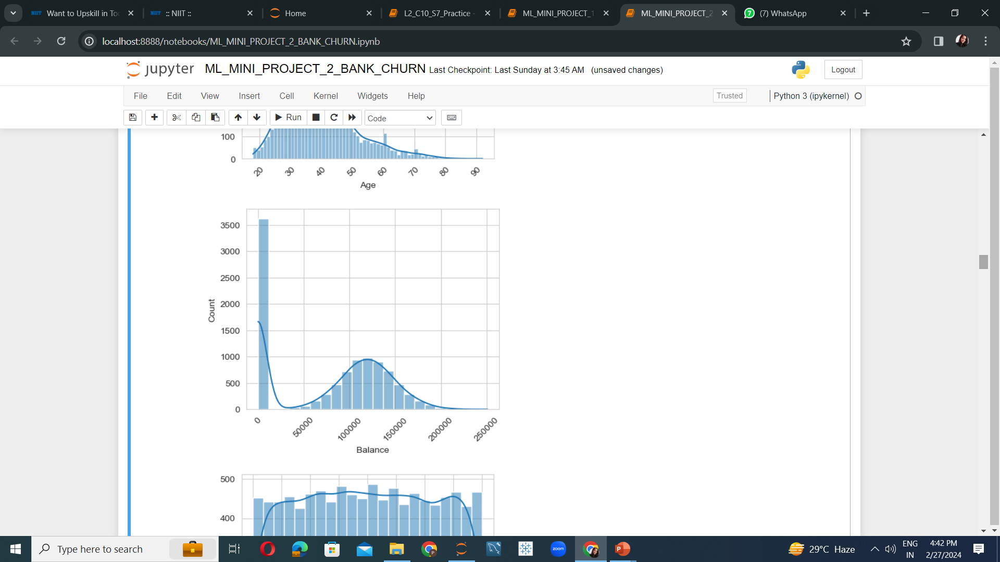 NIIT Want to Upskill in Too
NIIT :: NIIT ::
Home
L2_C10_S7_Practice -
ML_MINI_PROJECT_1
ML_MINI_PROJECT_2
7 (7) WhatsApp
localhost:8888/notebooks/ML_MINI_PROJECT_2_BANK_CHURN.ipynb
jupyter ML_MINI_PROJECT_2_BANK_CHURN Last Checkpoint: Last Sunday at 3:45 AM (unsaved changes)
Logout
File Edit View Insert Cell Kernel Widgets Help
Trusted Python 3 (ipykernel)
Run Code
100
0
20 30 40 50 60 70 80 90
Age
3500
3000
2500
2000
1500
1000
500
0
Count
0 50000 100000 150000 200000 250000
Balance
500
400
Type here to search
zoom
P
29°C Haze
ENG
IN
4:42 PM
2/27/2024